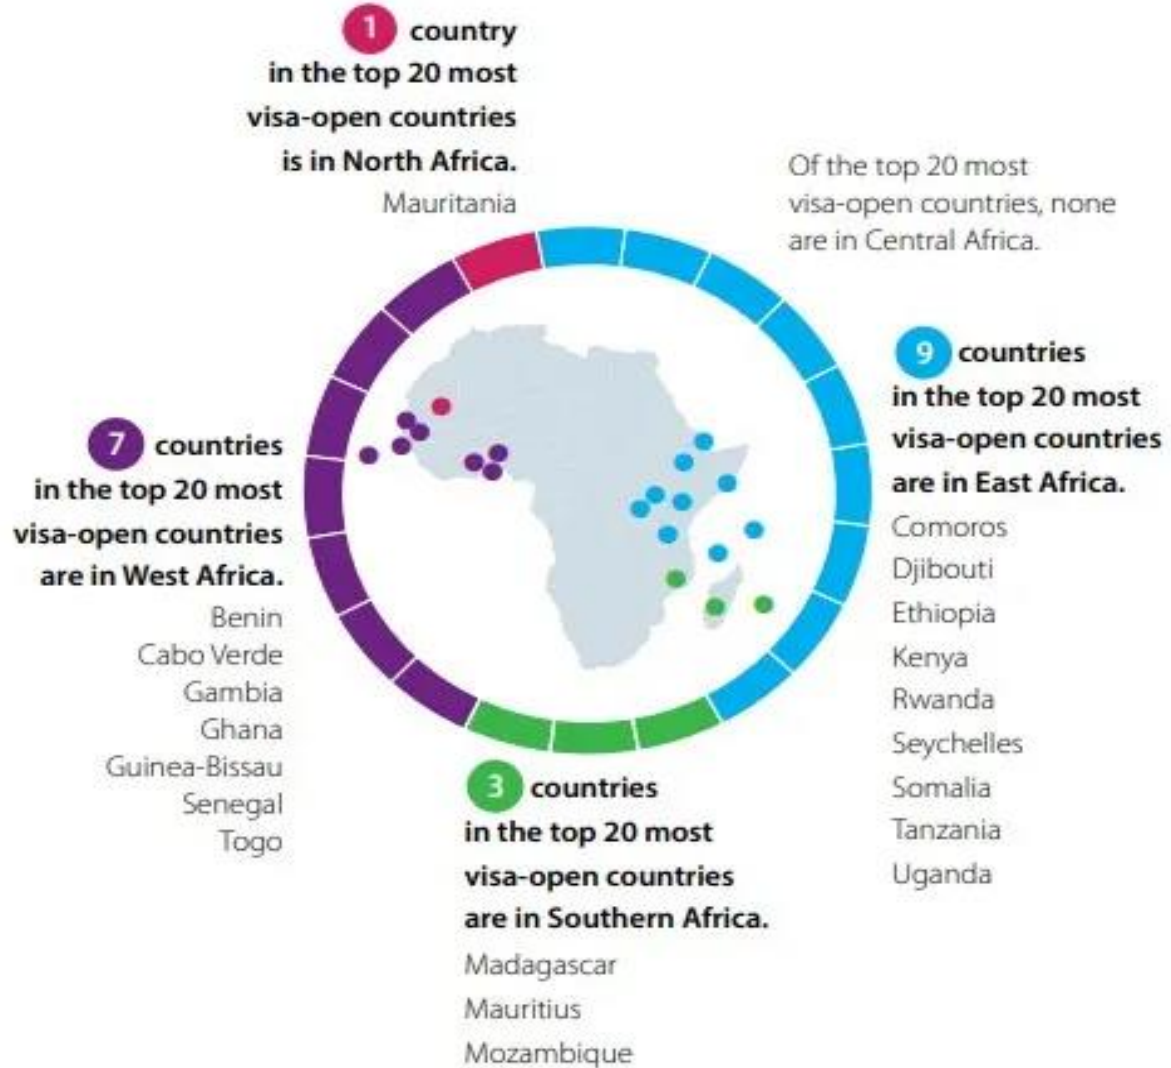 1 country
in the top 20 most
visa-open countries
is in North Africa.
Mauritania
Of the top 20 most
visa-open countries, none
are in Central Africa.
9 countries
in the top 20 most
visa-open countries
are in East Africa.
Comoros
Djibouti
Ethiopia
Kenya
Rwanda
Seychelles
Somalia
Tanzania
Uganda
7 countries
in the top 20 most
visa-open countries
are in West Africa.
Benin
Cabo Verde
Gambia
Ghana
Guinea-Bissau
Senegal
Togo
3 countries
in the top 20 most
visa-open countries
are in Southern Africa.
Madagascar
Mauritius
Mozambique